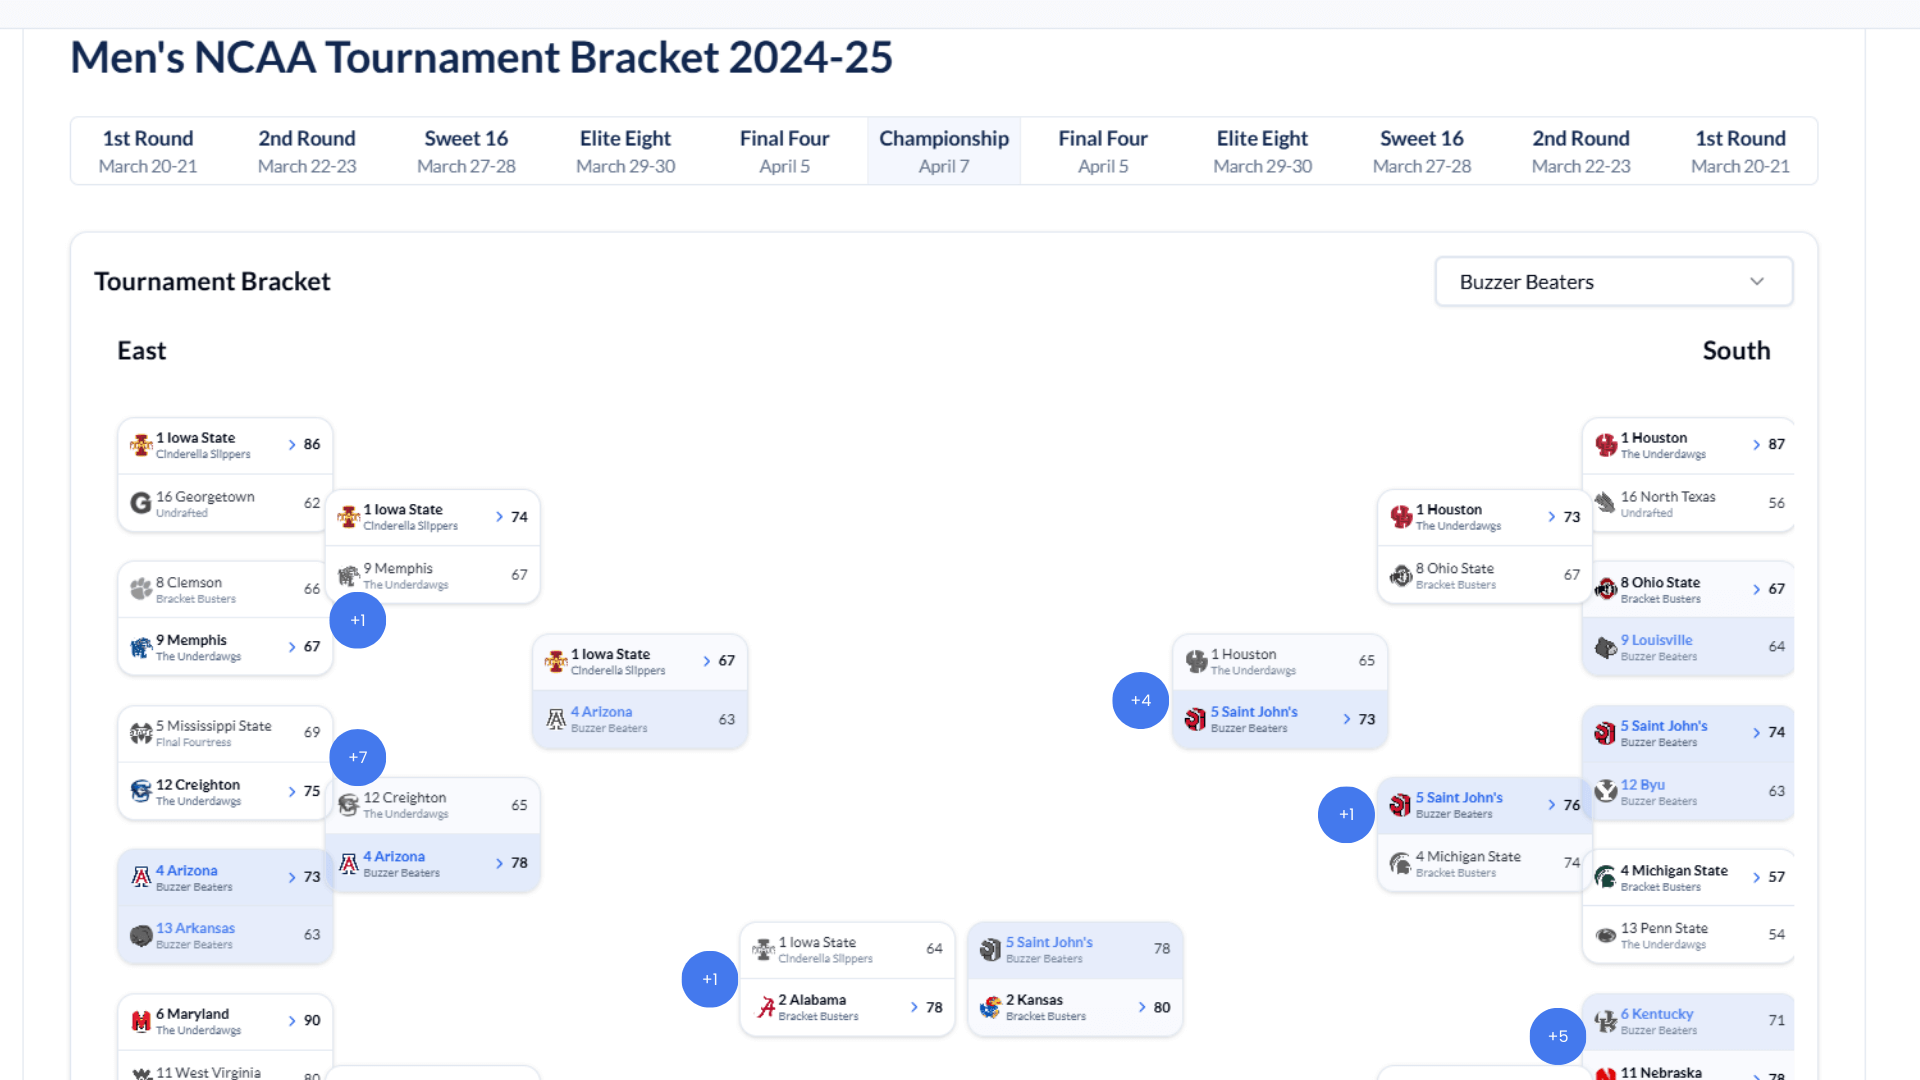 Men's NCAA Tournament Bracket 2024-25
1st Round
March 20-21
2nd Round
March 22-23
Sweet 16
March 27-28
Elite Eight
March 29-30
Final Four
April 5
Championship
April 7
Final Four
April 5
Elite Eight
March 29-30
Sweet 16
March 27-28
2nd Round
March 22-23
1st Round
March 20-21
Tournament Bracket
Buzzer Beaters
East
South
1 Iowa State 86
Cinderella Slippers
16 Georgetown 62
Undrafted
8 Clemson 66
Bracket Busters
9 Memphis 67
The Underdawgs
5 Mississippi State 69
Final Fourtress
12 Creighton 75
The Underdawgs
4 Arizona 73
Buzzer Beaters
13 Arkansas 63
Buzzer Beaters
6 Maryland 90
The Underdawgs
11 West Virginia 80
1 Iowa State 74
Cinderella Slippers
9 Memphis 67
The Underdawgs
+1
+7
12 Creighton 65
The Underdawgs
4 Arizona 78
Buzzer Beaters
1 Iowa State 67
Cinderella Slippers
4 Arizona 63
Buzzer Beaters
+1
1 Iowa State 64
Cinderella Slippers
2 Alabama 78
Bracket Busters
5 Saint John's 78
Buzzer Beaters
2 Kansas 80
Bracket Busters
+4
1 Houston 65
The Underdawgs
5 Saint John's 73
Buzzer Beaters
1 Houston 73
The Underdawgs
8 Ohio State 67
Bracket Busters
+1
5 Saint John's 76
Buzzer Beaters
4 Michigan State 74
Bracket Busters
1 Houston 87
The Underdawgs
16 North Texas 56
Undrafted
8 Ohio State 67
Bracket Busters
9 Louisville 64
Buzzer Beaters
5 Saint John's 74
Buzzer Beaters
12 Byu 63
Buzzer Beaters
4 Michigan State 57
Bracket Busters
13 Penn State 54
The Underdawgs
+5
6 Kentucky 71
Buzzer Beaters
11 Nebraska 78